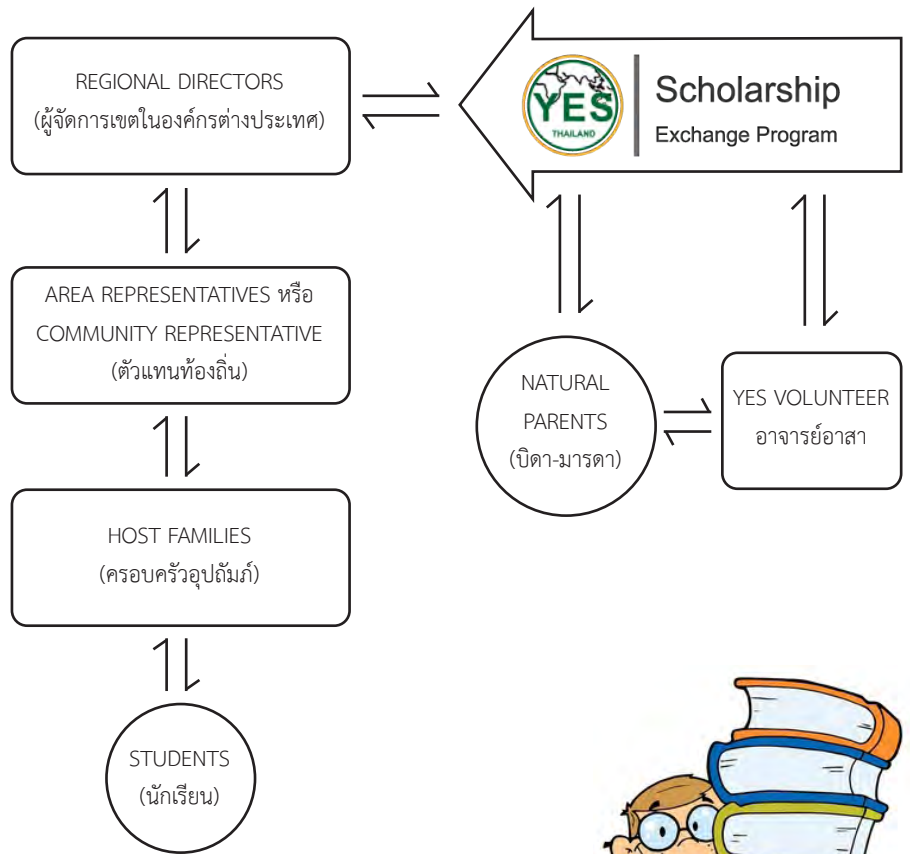 REGIONAL DIRECTORS
(ผู้จัดการเขตในองค์กรต่างประเทศ)
YES
THAILAND
Scholarship
Exchange Program
AREA REPRESENTATIVES หรือ
COMMUNITY REPRESENTATIVE
(ตัวแทนท้องถิ่น)
NATURAL
PARENTS
(บิดา-มารดา)
YES VOLUNTEER
อาจารย์อาสา
HOST FAMILIES
(ครอบครัวอุปถัมภ์)
STUDENTS
(นักเรียน)